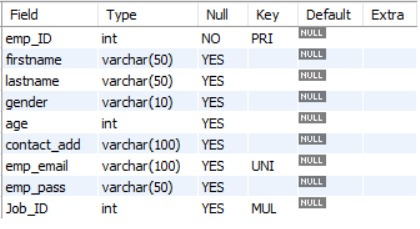 Field Type Null Key Default Extra
emp_ID int NO PRI NULL
firstname varchar(50) YES NULL
lastname varchar(50) YES NULL
gender varchar(10) YES NULL
age int YES NULL
contact_add varchar(100) YES NULL
emp_email varchar(100) YES UNI NULL
emp_pass varchar(50) YES NULL
Job_ID int YES MUL NULL